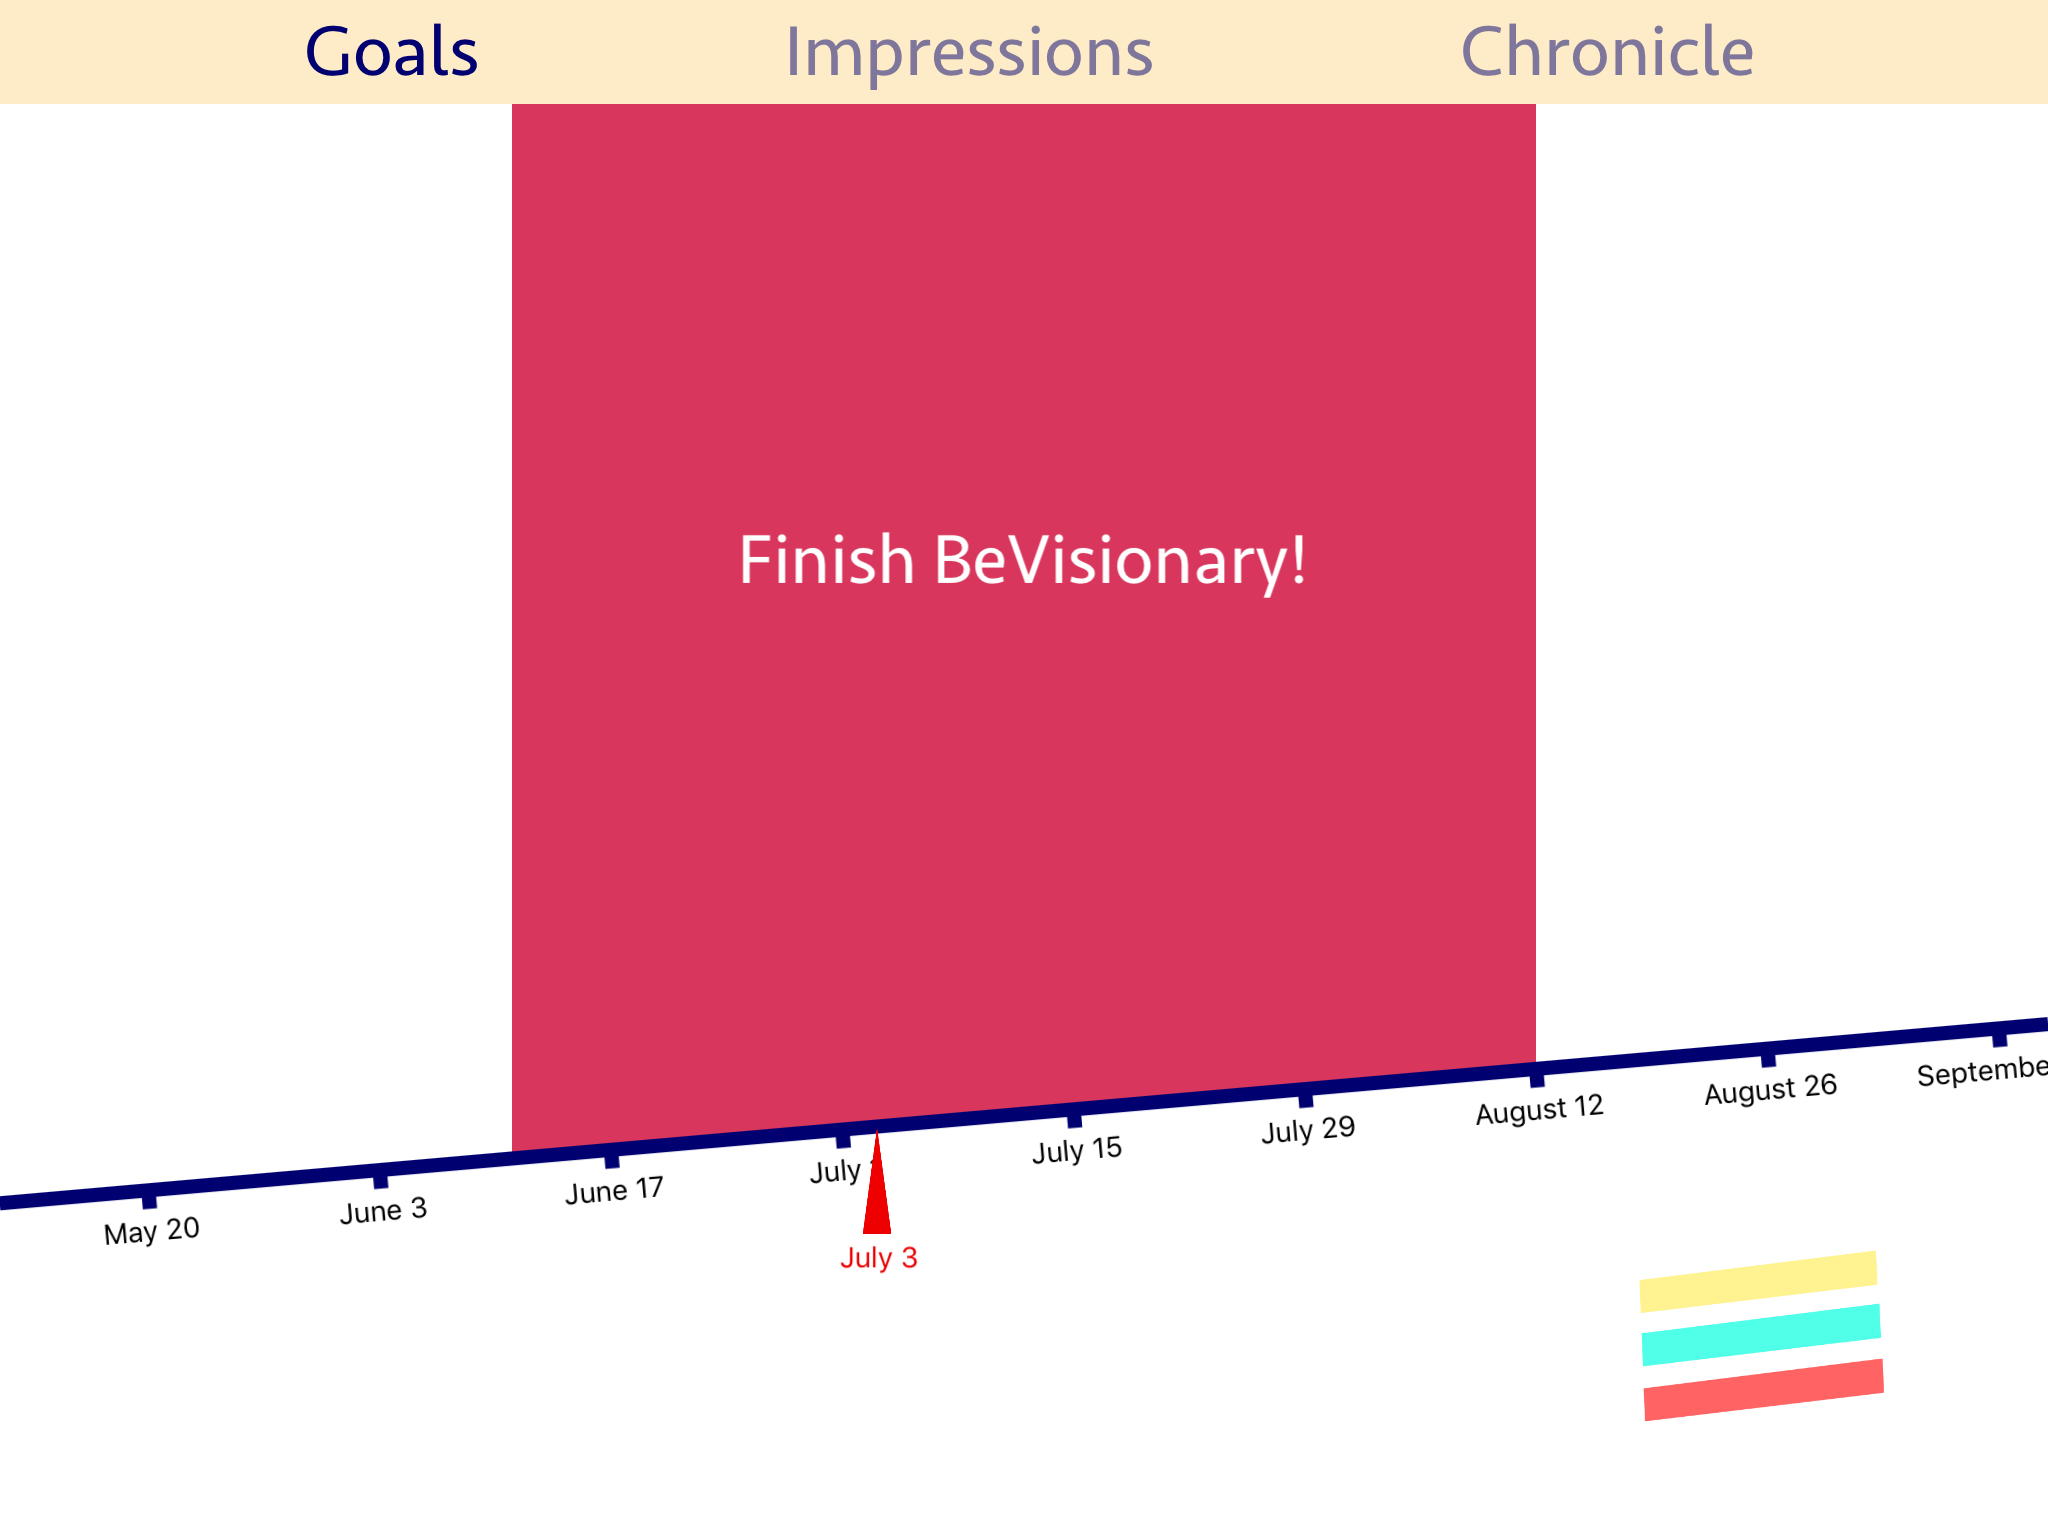 Goals Impressions Chronicle
Finish BeVisionary!
May 20 June 3 June 17 July July 15 July 29 August 12 August 26 Septembe
July 3